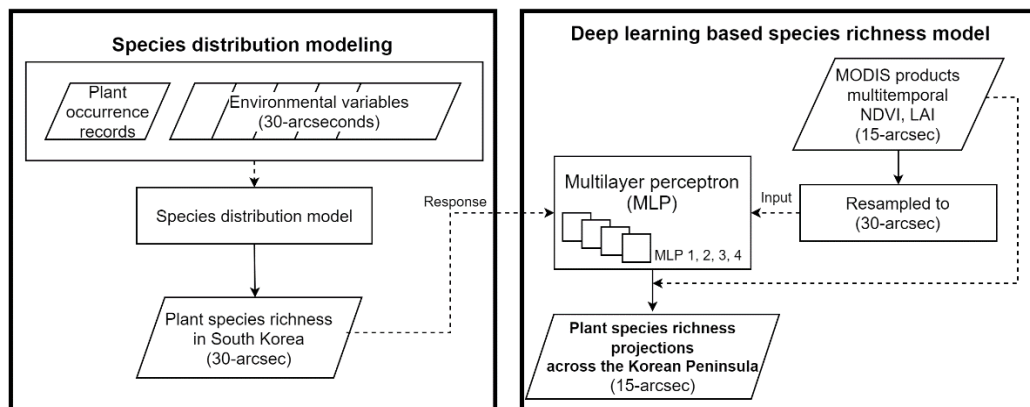 Species distribution modeling
Plant
occurrence
records
Environmental variables
(30-arcseconds)
Species distribution model
Plant species richness
in South Korea
(30-arcsec)
Response
Deep learning based species richness model
MODIS products
multitemporal
NDVI, LAI
(15-arcsec)
Multilayer perceptron
(MLP)
MLP 1, 2, 3, 4
Input
Resampled to
(30-arcsec)
Plant species richness
projections
across the Korean Peninsula
(15-arcsec)